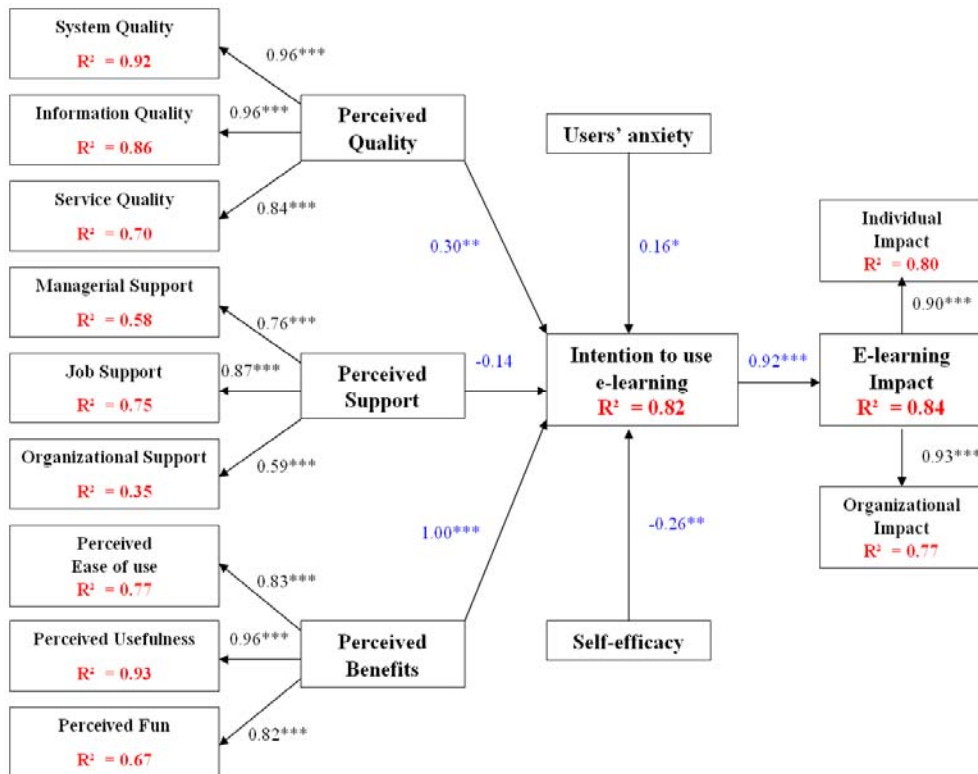 System Quality
R² = 0.92
0.96***
Information Quality
R² = 0.86
0.96***
Perceived
Quality
Service Quality
R² = 0.70
0.84***
Users' anxiety
0.30**
0.16*
Managerial Support
R² = 0.58
0.76***
Job Support
R² = 0.75
0.87***
Perceived
Support
-0.14
Organizational Support
R² = 0.35
0.59***
Intention to use
e-learning
R² = 0.82
0.92***
Individual
Impact
R² = 0.80
0.90***
E-learning
Impact
R² = 0.84
0.93***
Organizational
Impact
R² = 0.77
Perceived
Ease of use
R² = 0.77
0.83***
1.00***
-0.26**
Perceived Usefulness
R² = 0.93
0.96***
Perceived
Benefits
Self-efficacy
Perceived Fun
R² = 0.67
0.82***